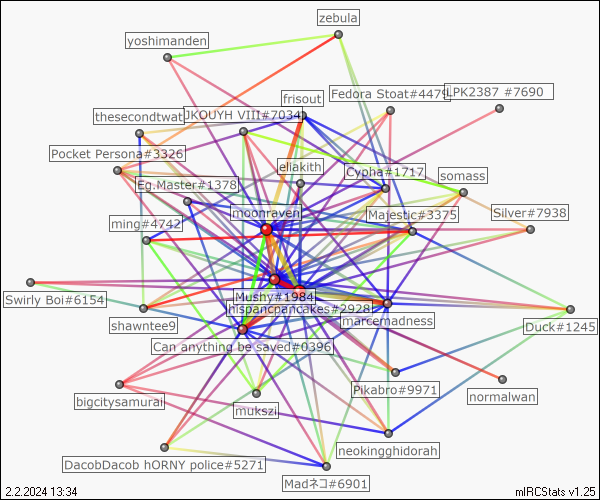 zebula
yoshimanden
LPK2387 #7690
Fedora Stoat#4479
frisout
thesecondtwat
JKOUYH VIII#7034
Pocket Persona#3326
eliakith
Cypha#1717
somass
Eg.Master#1378
moonraven
Majestic#3375
Silver#7938
ming#4742
Swirly Boi#6154
Mushy#1984
hispancpancakes#2928
marcemadness
shawntee9
Duck#1245
Can anything be saved#0396
Pikabro#9971
normalwan
bigcitysamurai
mukszi
neokingghidorah
DacobDacob hORNY police#5271
Madネコ#6901
2.2.2024 13:34
mIRCStats v1.25